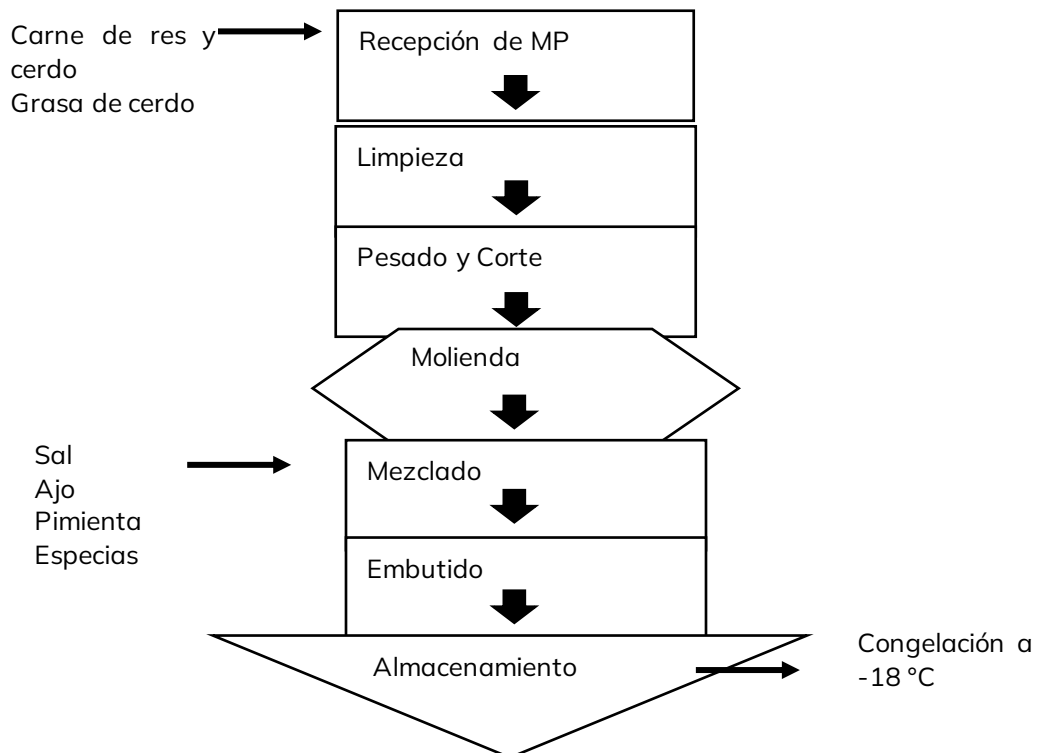 Carne de res y
cerdo
Grasa de cerdo
Recepción de MP
Limpieza
Pesado y Corte
Molienda
Sal
Ajo
Pimienta
Especias
Mezclado
Embutido
Almacenamiento
Congelación a
-18 °C